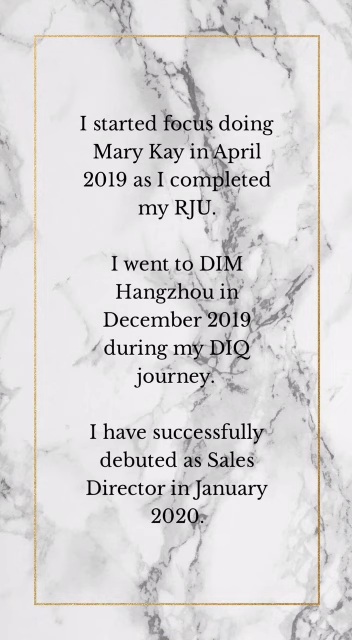 I started focus doing
Mary Kay in April
2019 as I completed
my RJU.
I went to DIM
Hangzhou in
December 2019
during my DIQ
journey.
I have successfully
debuted as Sales
Director in January
2020.